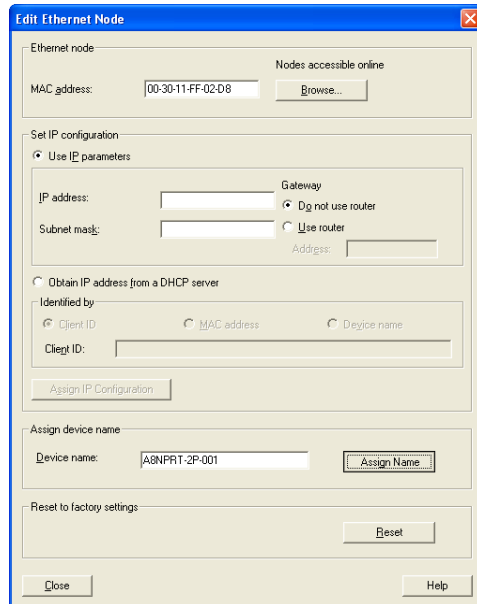 Edit Ethernet Node
Ethernet node
Nodes accessible online
MAC address:
00-30-11-FF-02-D8
Browse...
Set IP configuration
Use IP parameters
IP address:
Gateway
Do not use router
Subnet mask:
Use router
Address:
Obtain IP address from a DHCP server
Identified by
Client ID
MAC address
Device name
Client ID:
Assign IP Configuration
Assign device name
Device name:
A8NPRT-2P-001
Assign Name
Reset to factory settings
Reset
Close
Help